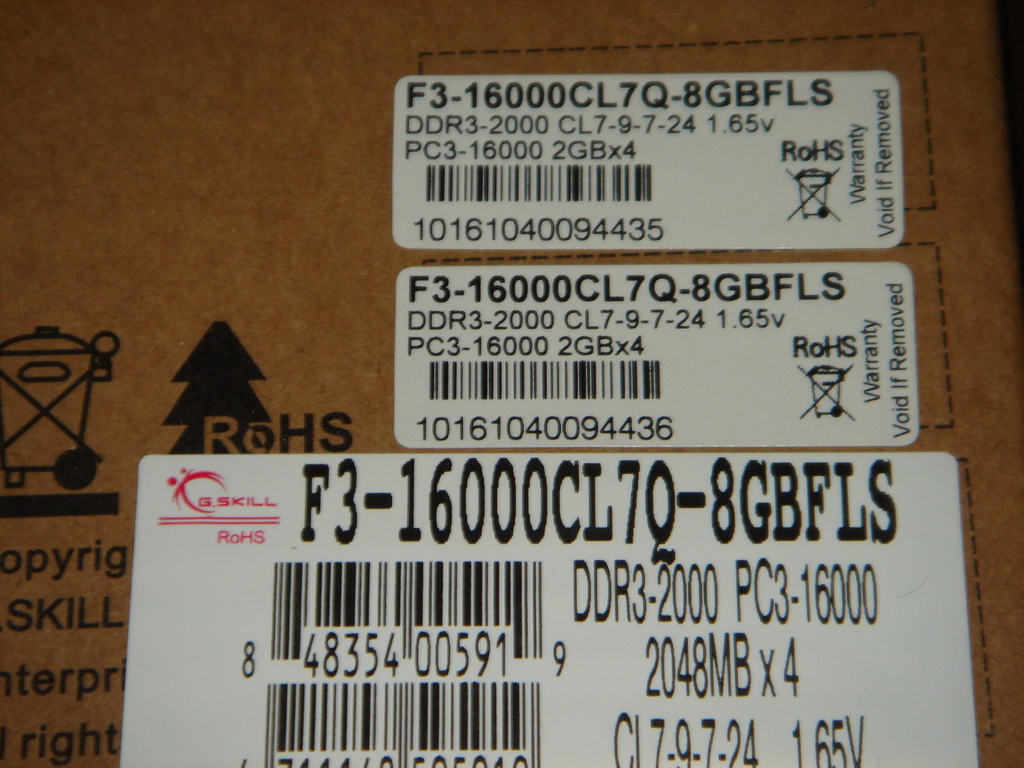 F3-16000CL7Q-8GBFLS
DDR3-2000 CL7-9-7-24 1.65v
PC3-16000 2GBx4
RoHS
10161040094435
Warranty
Void If Removed
F3-16000CL7Q-8GBFLS
DDR3-2000 CL7-9-7-24 1.65v
PC3-16000 2GBx4
RoHS
10161040094436
Warranty
Void If Removed
RoHS
G.SKILL
RoHS
F3-16000CL7Q-8GBFLS
DDR3-2000 PC3-16000
8 48354 00591 9
2048MB x 4
CL7-9-7-24 1.65V
opyrig
.SKILL
nterpri
l right